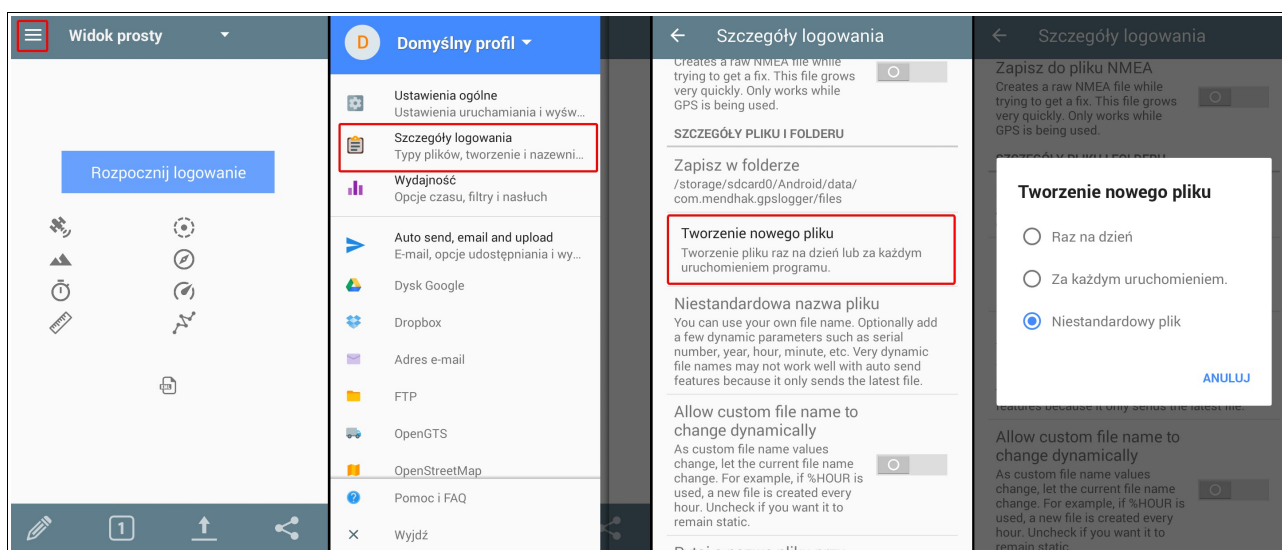 Widok prosty
Rozpocznij logowanie
1
D
Domyślny profil
Ustawienia ogólne
Ustawienia uruchamiania i wyśw...
Szczegóły logowania
Typy plików, tworzenie i nazewni...
Wydajność
Opcje czasu, filtry i nasłuch
Auto send, email and upload
E-mail, opcje udostępniania i wy...
Dysk Google
Dropbox
Adres e-mail
FTP
OpenGTS
OpenStreetMap
Pomoc i FAQ
Wyjdź
Szczegóły logowania
Creates a raw NMEA file while
trying to get a fix. This file grows
very quickly. Only works while
GPS is being used.
SZCZEGÓŁY PLIKU I FOLDERU
Zapisz w folderze
/storage/sdcard0/Android/data/
com.mendhak.gpslogger/files
Tworzenie nowego pliku
Tworzenie pliku raz na dzień lub za każdym
uruchomieniem programu.
Niestandardowa nazwa pliku
You can use your own file name. Optionally add
a few dynamic parameters such as serial
number, year, hour, minute, etc. Very dynamic
file names may not work well with auto send
features because it only sends the latest file.
Allow custom file name to
change dynamically
As custom file name values
change, let the current file name
change. For example, if %HOUR is
used, a new file is created every
hour. Uncheck if you want it to
remain static.
Szczegóły logowania
Zapisz do pliku NMEA
Creates a raw NMEA file while
trying to get a fix. This file grows
very quickly. Only works while
GPS is being used.
SZCZEGÓŁY PLIKU I FOLDERU
Tworzenie nowego pliku
Raz na dzień
Za każdym uruchomieniem.
Niestandardowy plik
ANULUJ
features because it only sends the latest file.
Allow custom file name to
change dynamically
As custom file name values
change, let the current file name
change. For example, if %HOUR is
used, a new file is created every
hour. Uncheck if you want it to
remain static.